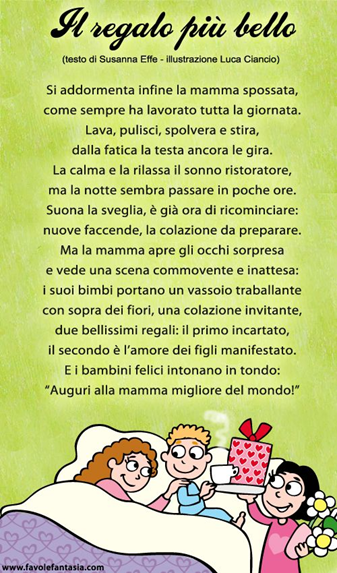 Il regalo più bello
(testo di Susanna Effe - illustrazione Luca Ciancio)
Si addormenta infine la mamma spossata,
come sempre ha lavorato tutta la giornata.
Lava, pulisci, spolvera e stira,
dalla fatica la testa ancora le gira.
La calma e la rilassa il sonno ristoratore,
ma la notte sembra passare in poche ore.
Suona la sveglia, è già ora di ricominciare:
nuove faccende, la colazione da preparare.
Ma la mamma apre gli occhi sorpresa
e vede una scena commovente e inattesa:
i suoi bimbi portano un vassoio traballante
con sopra dei fiori, una colazione invitante,
due bellissimi regali: il primo incartato,
il secondo è l'amore dei figli manifestato.
E i bambini felici intonano in tondo:
“Auguri alla mamma migliore del mondo!”
www.favolefantasia.com